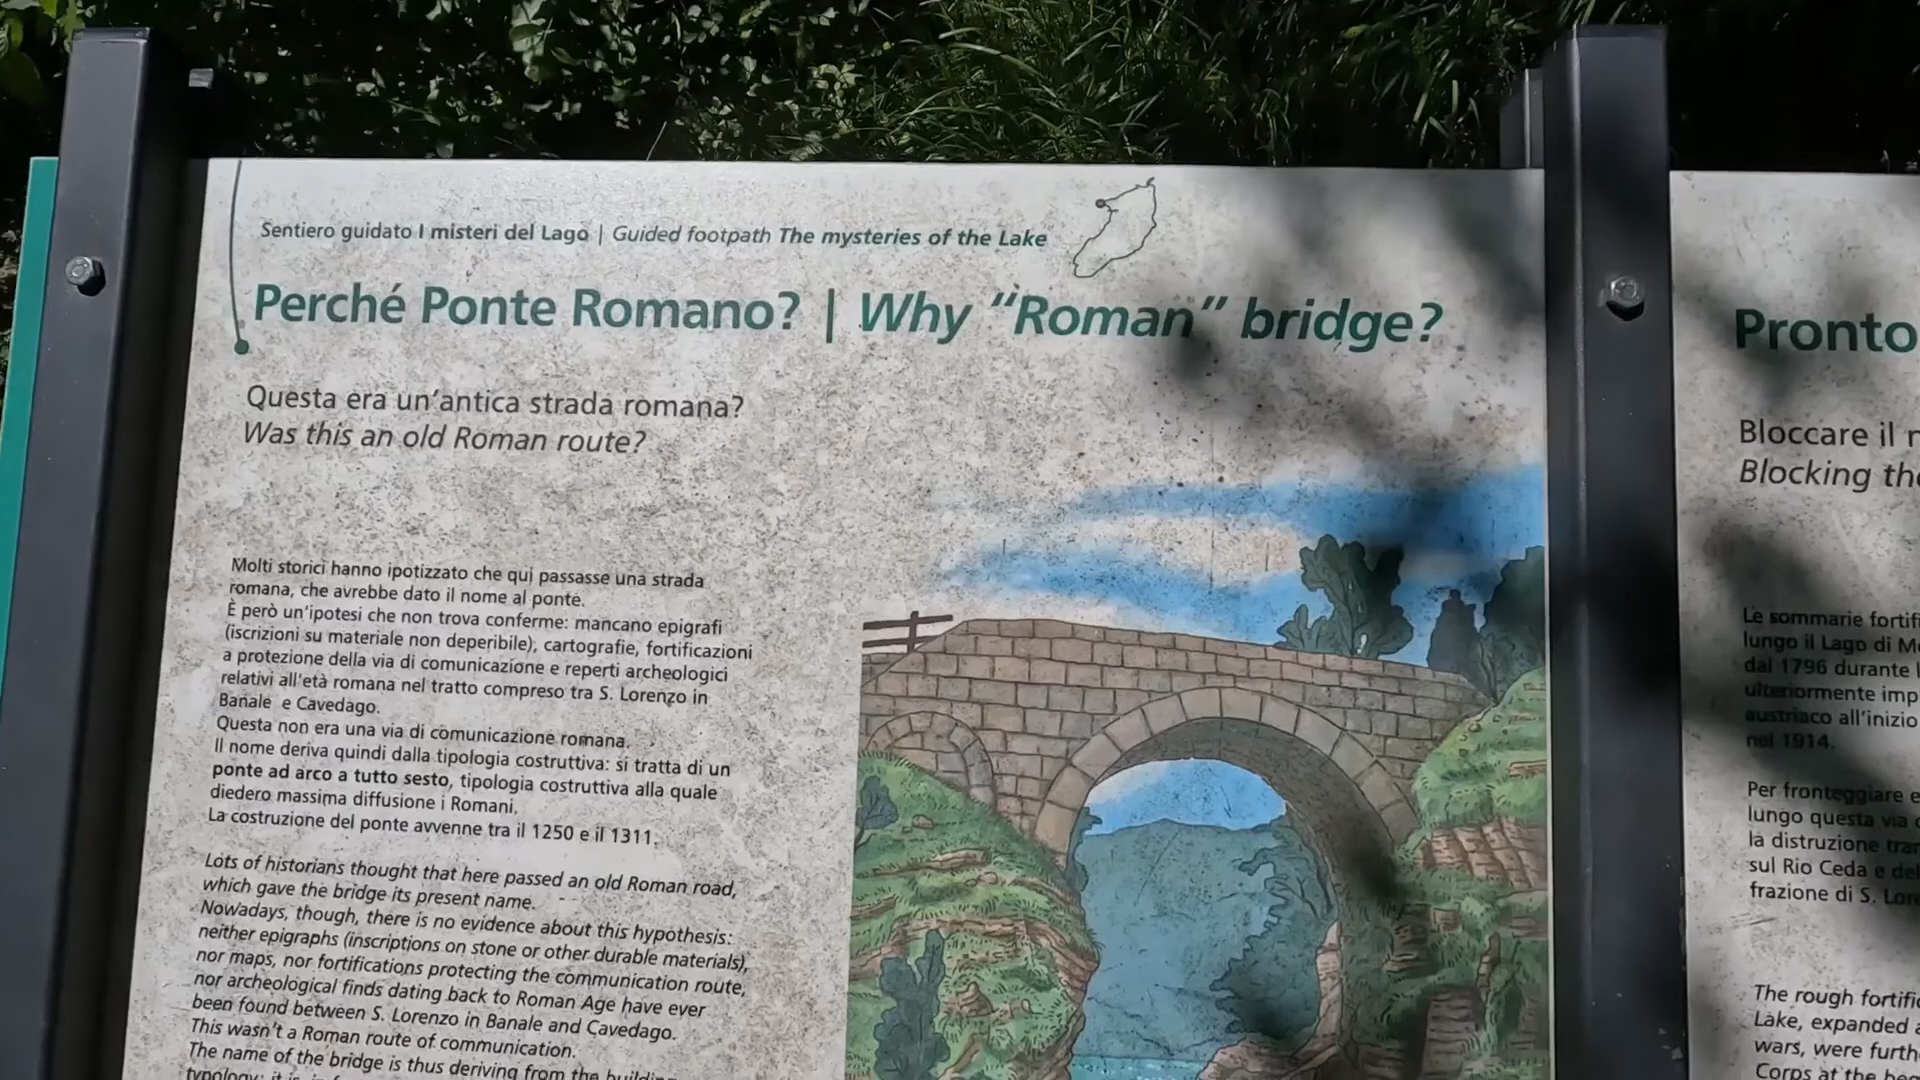 Sentiero guidato I misteri del Lago | Guided footpath The mysteries of the Lake
Perché Ponte Romano? | Why "Roman" bridge?
Questa era un'antica strada romana?
Was this an old Roman route?
Molti storici hanno ipotizzato che qui passasse una strada
romana, che avrebbe dato il nome al ponte.
È però un'ipotesi che non trova conferme: mancano epigrafi
(iscrizioni su materiale non deperibile), cartografie, fortificazioni
a protezione della via di comunicazione e reperti archeologici
relativi all'età romana nel tratto compreso tra S. Lorenzo in
Banale e Cavedago.
Questa non era una via di comunicazione romana.
Il nome deriva quindi dalla tipologia costruttiva: si tratta di un
ponte ad arco a tutto sesto, tipologia costruttiva alla quale
diedero massima diffusione i Romani.
La costruzione del ponte avvenne tra il 1250 e il 1311.
Lots of historians thought that here passed an old Roman road,
which gave the bridge its present name.
Nowadays, though, there is no evidence about this hypothesis:
neither epigraphs (inscriptions on stone or other durable materials),
nor maps, nor fortifications protecting the communication route,
nor archeological finds dating back to Roman Age have ever
been found between S. Lorenzo in Banale and Cavedago.
This wasn't a Roman route of communication.
The name of the bridge is thus deriving from the building
Pronto
Bloccare il
Blocking
Le sommarie
lungo il Lago di
dal 1796 durante
ulteriormente
austriaco all'inizio
nel 1914.
Per fronteggiare
lungo questa via
la distruzione
sul Rio Ceda e
frazione di S.
The rough
Lake, expanded
wars, were
Corps at the